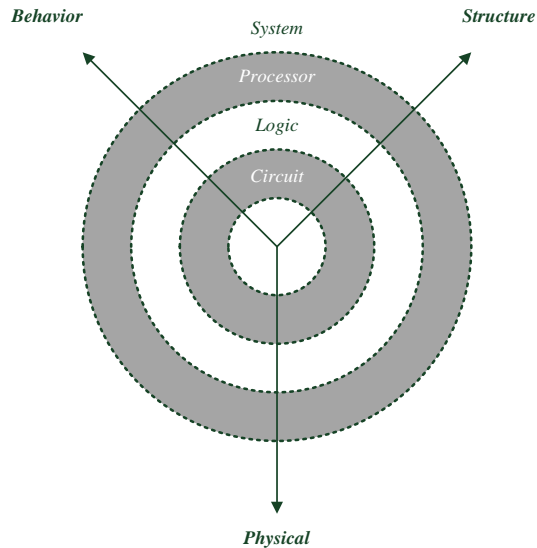 Behavior
Structure
System
Processor
Logic
Circuit
Physical